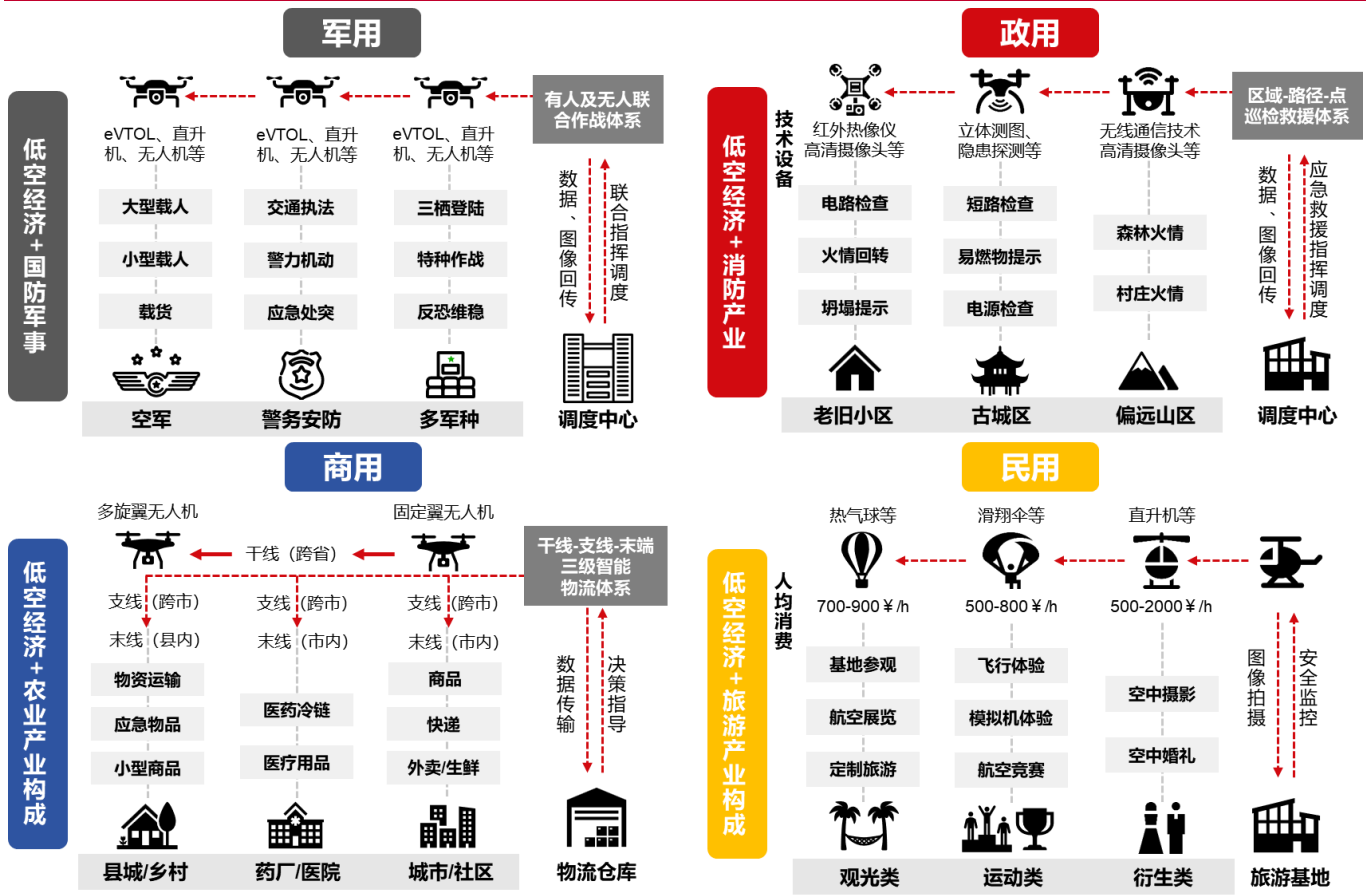 军用
低空经济+国防军事
eVTOL、直升
机、无人机等
大型载人
小型载人
载货
空军
eVTOL、直升
机、无人机等
交通执法
警力机动
应急处突
警务安防
eVTOL、直升
机、无人机等
三栖登陆
特种作战
反恐维稳
多军种
有人及无人联
合作战体系
数据、图像回传
联合指挥调度
调度中心
政用
低空经济+消防产业
技术设备
红外热像仪
高清摄像头等
电路检查
火情回转
坍塌提示
老旧小区
立体测图、
隐患探测等
短路检查
易燃物提示
电源检查
古城区
无线通信技术
高清摄像头等
森林火情
村庄火情
偏远山区
区域-路径-点
巡检救援体系
数据、图像回传
应急救援指挥调度
调度中心
商用
低空经济+农业产业构成
多旋翼无人机
干线（跨省）
固定翼无人机
支线（跨市）
末线（县内）
物资运输
应急物品
小型商品
县城/乡村
支线（跨市）
末线（市内）
医药冷链
医疗用品
药厂/医院
支线（跨市）
末线（市内）
商品
快递
外卖/生鲜
城市/社区
干线-支线-末端
三级智能
物流体系
数据传输
决策指导
物流仓库
民用
低空经济+旅游产业构成
人均消费
热气球等
700-900￥/h
基地参观
航空展览
定制旅游
观光类
滑翔伞等
500-800￥/h
飞行体验
模拟机体验
航空竞赛
运动类
直升机等
500-2000￥/h
空中摄影
空中婚礼
衍生类
图像拍摄
安全监控
旅游基地